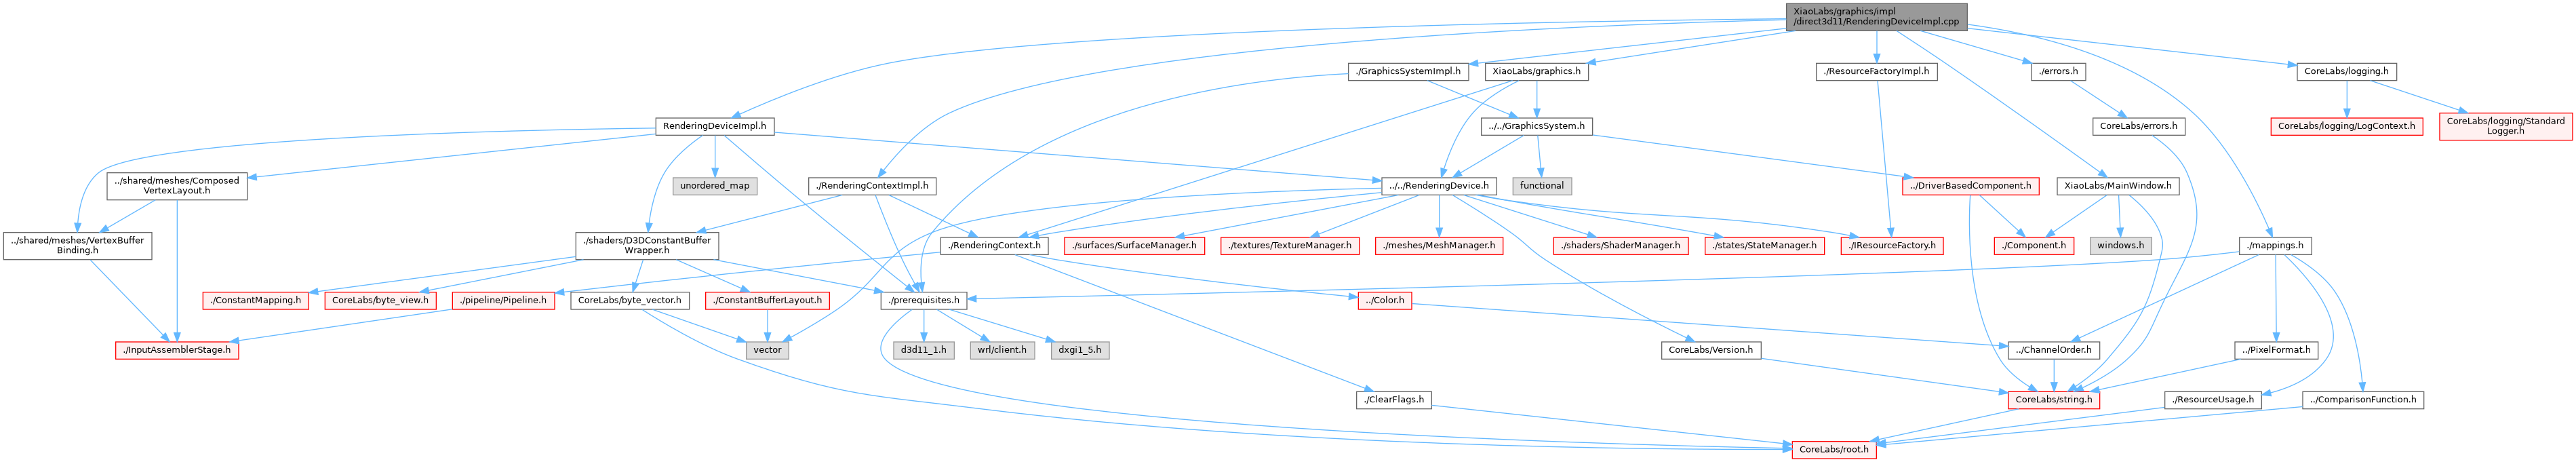 XiaoLabs/graphics/impl
/direct3d11/RenderingDeviceImpl.cpp
./GraphicsSystemImpl.h
XiaoLabs/graphics.h
./ResourceFactoryImpl.h
./errors.h
CoreLabs/logging.h
RenderingDeviceImpl.h
../../GraphicsSystem.h
CoreLabs/errors.h
CoreLabs/logging/LogContext.h
CoreLabs/logging/Standard
Logger.h
../shared/meshes/Composed
VertexLayout.h
unordered_map
./RenderingContextImpl.h
../../RenderingDevice.h
functional
../DriverBasedComponent.h
XiaoLabs/MainWindow.h
../shared/meshes/VertexBuffer
Binding.h
./shaders/D3DConstantBuffer
Wrapper.h
./RenderingContext.h
./surfaces/SurfaceManager.h
./textures/TextureManager.h
./meshes/MeshManager.h
./shaders/ShaderManager.h
./states/StateManager.h
./IResourceFactory.h
./Component.h
windows.h
./mappings.h
./ConstantMapping.h
CoreLabs/byte_view.h
./pipeline/Pipeline.h
CoreLabs/byte_vector.h
./ConstantBufferLayout.h
./prerequisites.h
../Color.h
./InputAssemblerStage.h
vector
d3d11_1.h
wrl/client.h
dxgi1_5.h
CoreLabs/Version.h
../ChannelOrder.h
../PixelFormat.h
./ClearFlags.h
CoreLabs/string.h
./ResourceUsage.h
../ComparisonFunction.h
CoreLabs/root.h